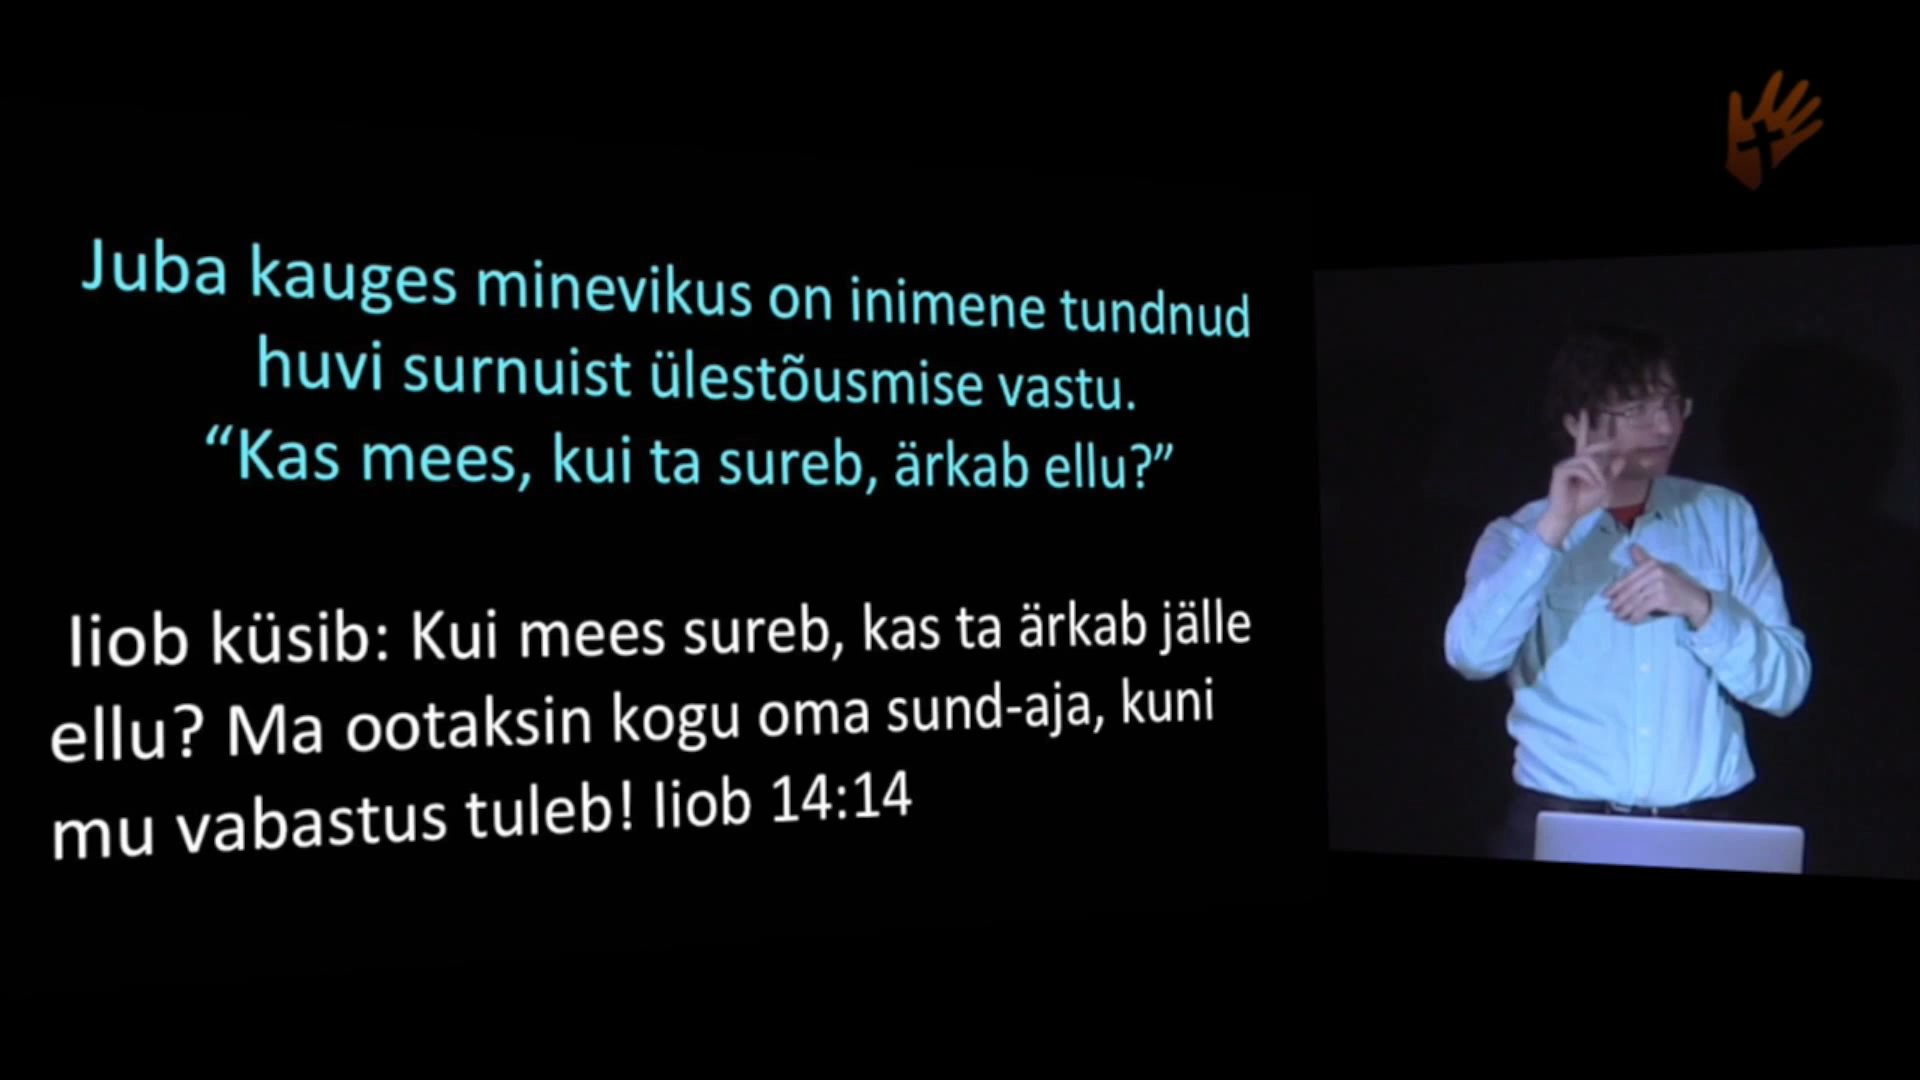 Juba kauges minevikus on inimene tundnud
huvi surnuist ülestõusmise vastu.
“Kas mees, kui ta sureb, ärkab ellu?”
Iiob küsib: Kui mees sureb, kas ta ärkab jälle
ellu? Ma ootaksin kogu oma sund-aja, kuni
mu vabastus tuleb! Iiob 14:14